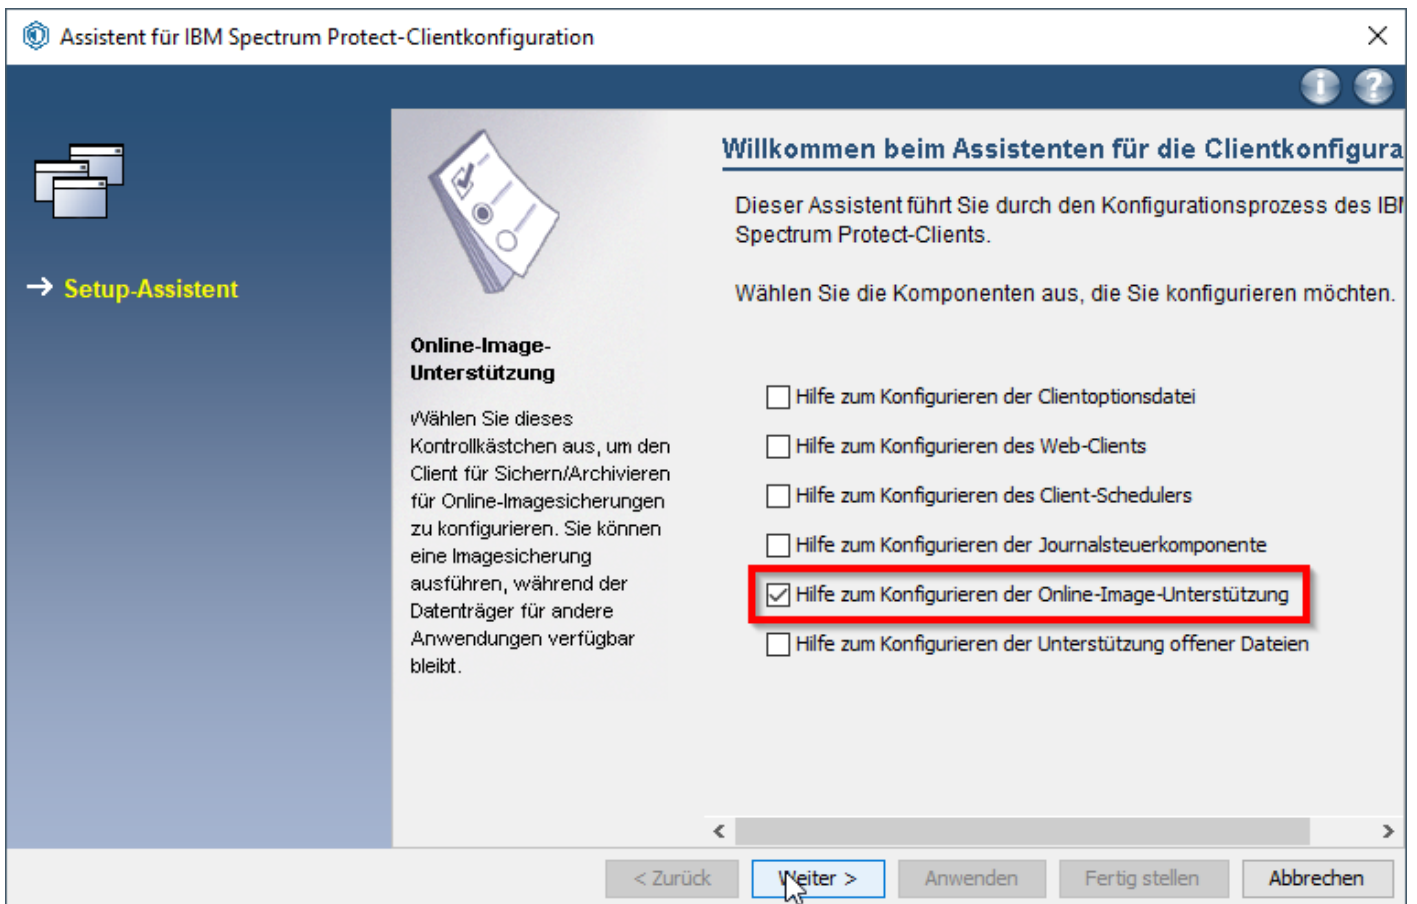 Assistent für IBM Spectrum Protect-Clientkonfiguration
Setup-Assistent
Online-Image-
Unterstützung
Wählen Sie dieses
Kontrollkästchen aus, um den
Client für Sichern/Archivieren
für Online-Imagesicherungen
zu konfigurieren. Sie können
eine Imagesicherung
ausführen, während der
Datenträger für andere
Anwendungen verfügbar
bleibt.
Willkommen beim Assistenten für die Clientkonfigura
Dieser Assistent führt Sie durch den Konfigurationsprozess des IBM
Spectrum Protect-Clients.
Wählen Sie die Komponenten aus, die Sie konfigurieren möchten.
Hilfe zum Konfigurieren der Clientoptionsdatei
Hilfe zum Konfigurieren des Web-Clients
Hilfe zum Konfigurieren des Client-Schedulers
Hilfe zum Konfigurieren der Journalsteuerkomponente
Hilfe zum Konfigurieren der Online-Image-Unterstützung
Hilfe zum Konfigurieren der Unterstützung offener Dateien
< Zurück
Weiter >
Anwenden
Fertig stellen
Abbrechen